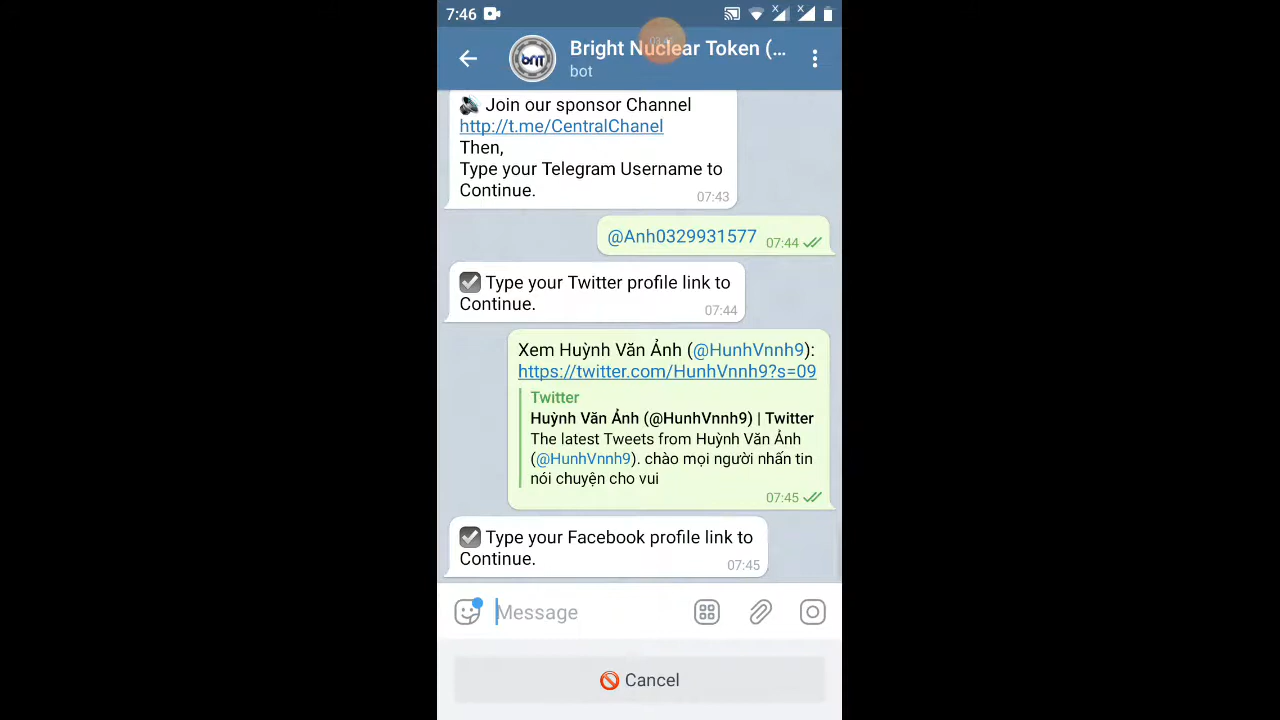 7:46
03:41
Bright Nuclear Token (...
bnt
bot
Join our sponsor Channel
http://t.me/CentralChanel
Then,
Type your Telegram Username to
Continue.
07:43
@Anh0329931577
07:44
Type your Twitter profile link to
Continue.
07:44
Xem Huỳnh Văn Ảnh (@HunhVnnh9):
https://twitter.com/HunhVnnh9?s=09
Twitter
Huỳnh Văn Ảnh (@HunhVnnh9) | Twitter
The latest Tweets from Huỳnh Văn Ảnh
(@HunhVnnh9). chào mọi người nhấn tin
nói chuyện cho vui
07:45
Type your Facebook profile link to
Continue.
07:45
Message
Cancel